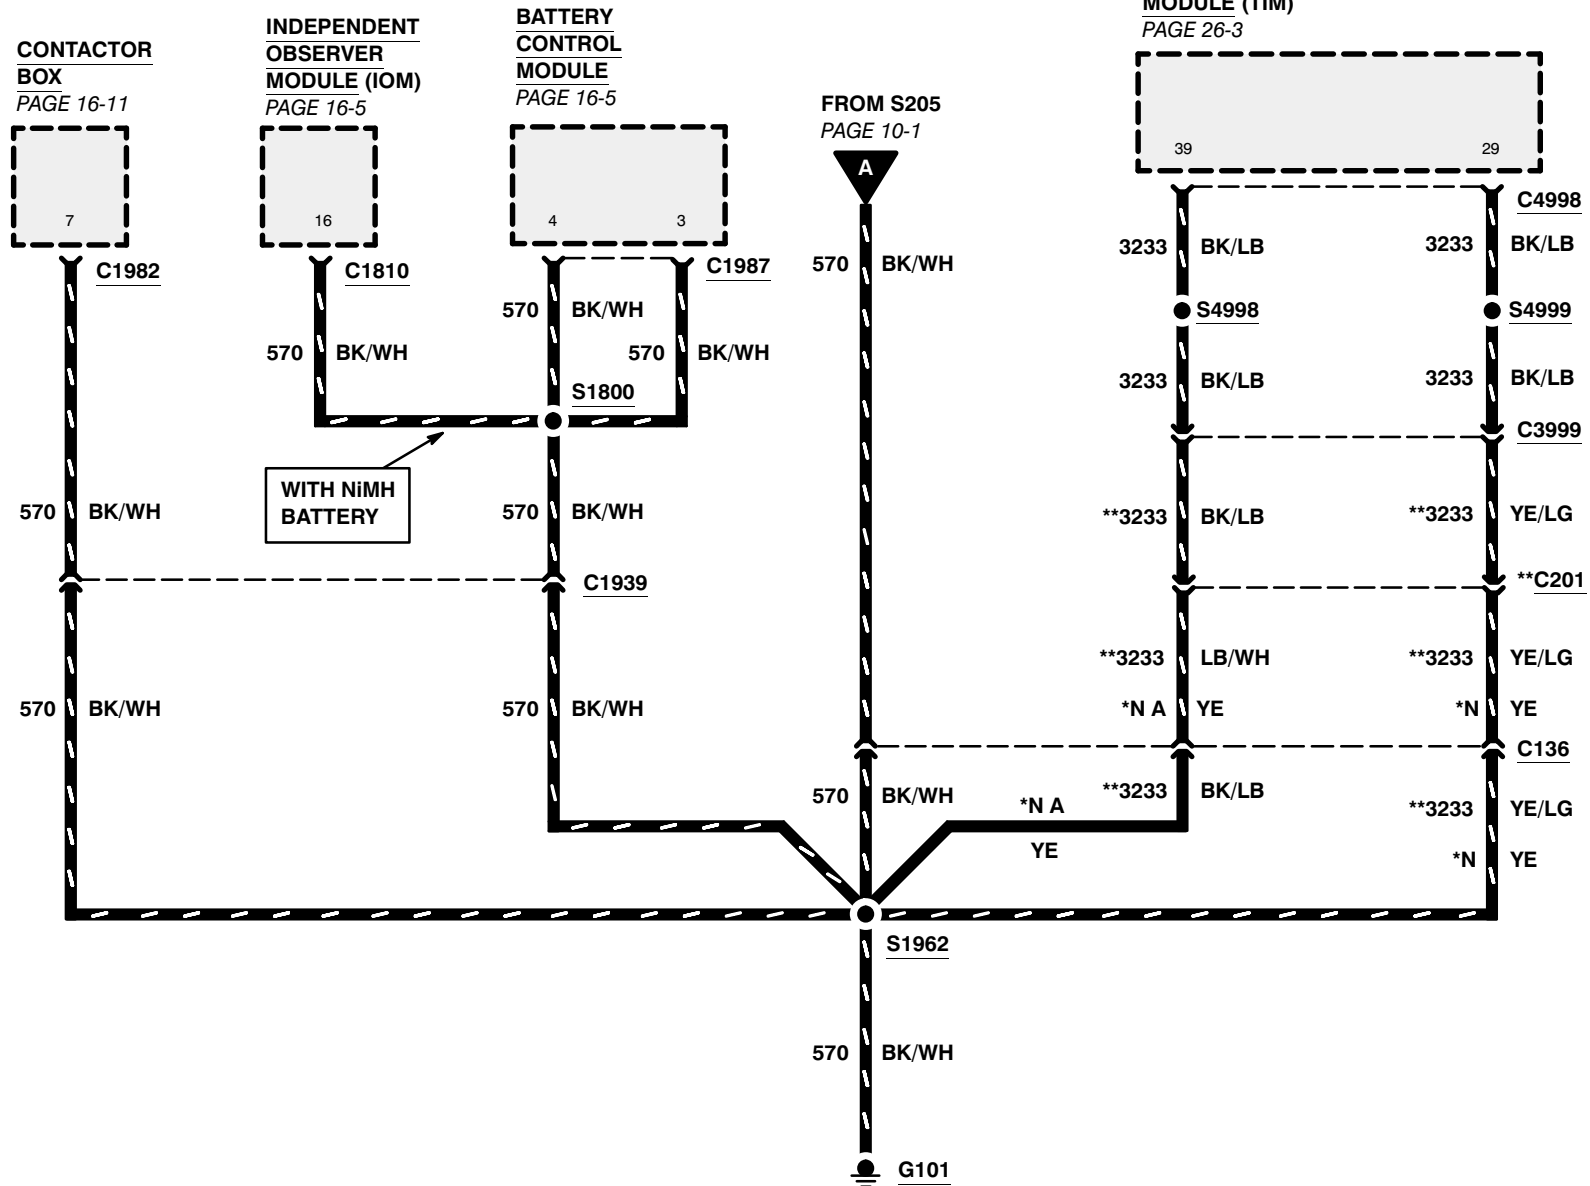 CONTACTOR
BOX
PAGE 16-11
INDEPENDENT
OBSERVER
MODULE (IOM)
PAGE 16-5
BATTERY
CONTROL
MODULE
PAGE 16-5
FROM S205
PAGE 10-1
A
MODULE (TIM)
PAGE 26-3
7
16
4 3
39 29
C1982
C1810
C1987
C4998
570 BK/WH
3233 BK/LB
3233 BK/LB
570 BK/WH
S4998
S4999
570 BK/WH
570 BK/WH
S1800
3233 BK/LB
3233 BK/LB
C3999
WITH NiMH
BATTERY
570 BK/WH
570 BK/WH
**3233 BK/LB
**3233 YE/LG
C1939
**C201
**3233 LB/WH
**3233 YE/LG
570 BK/WH
570 BK/WH
*N A YE
*N YE
C136
570 BK/WH
*N A
YE
**3233 BK/LB
**3233 YE/LG
*N YE
S1962
570 BK/WH
G101